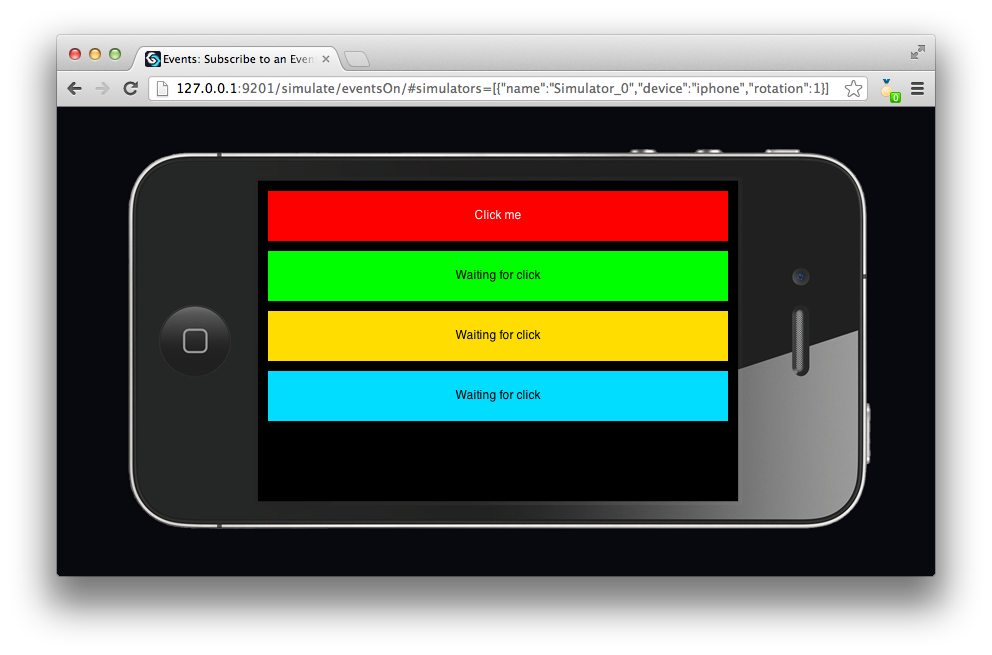 Events: Subscribe to an Even
127.0.0.1:9201/simulate/eventsOn/#simulators=[{"name":"Simulator_0","device":"iphone","rotation":1}]
0
Click me
Waiting for click
Waiting for click
Waiting for click